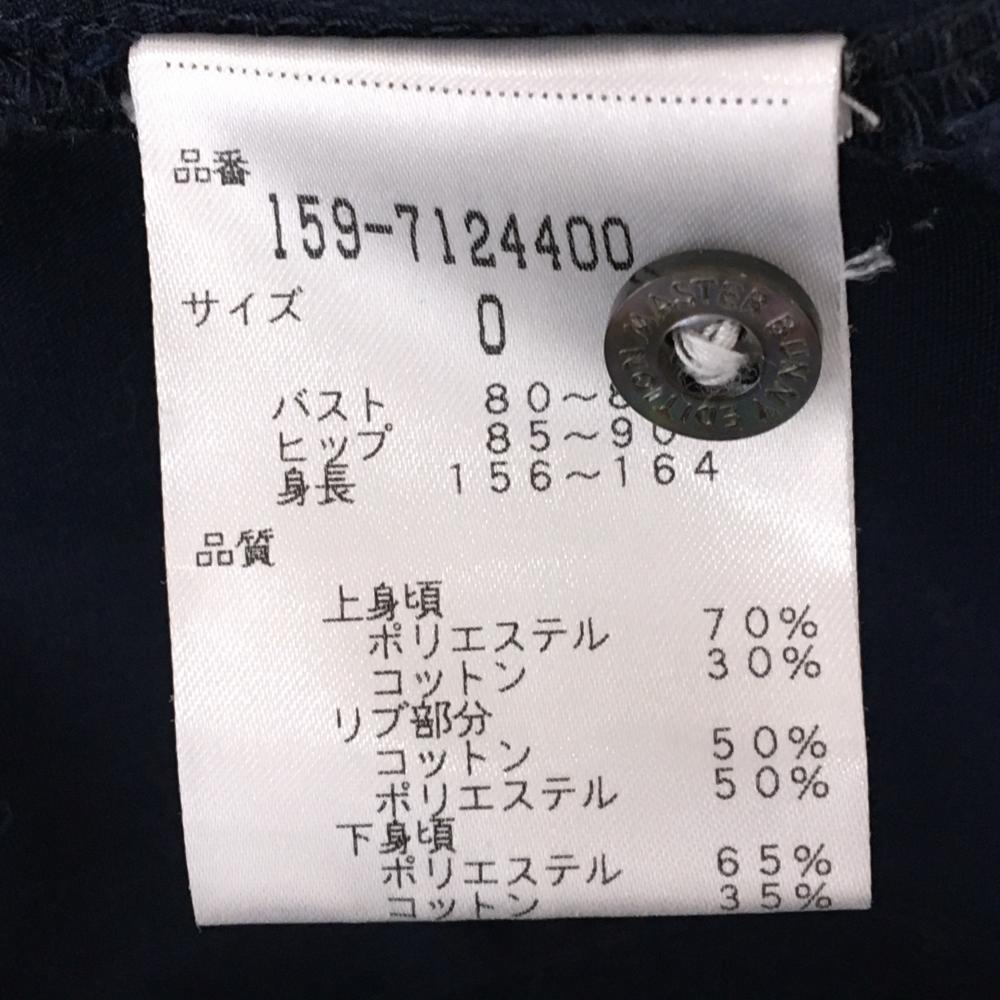 品番
159-7124400
サイズ 0
バスト 80〜8
ヒップ 85〜90
身長 156〜164
品質
上身頃
ポリエステル 70%
コットン 30%
リブ部分
コットン 50%
ポリエステル 50%
下身頃
ポリエステル 65%
コットン 35%
MASTER BUNNY EDITION